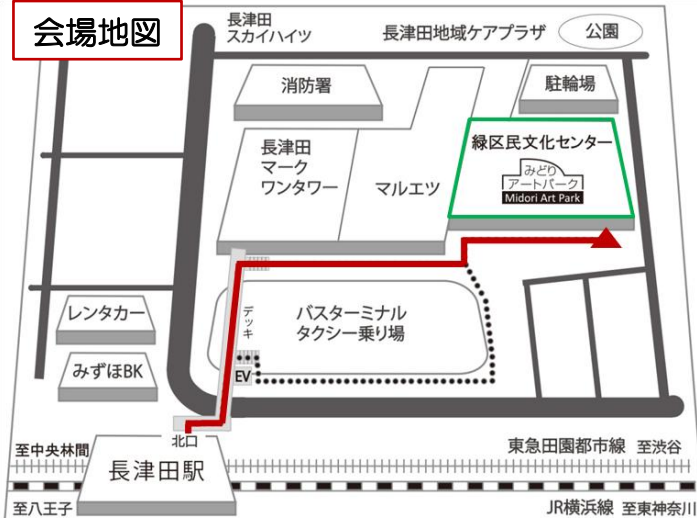 会場地図
長津田
スカイハイツ
長津田地域ケアプラザ
公園
消防署
駐輪場
長津田
マーク
ワンタワー
マルエツ
緑区民文化センター
みどり
アートパーク
Midori Art Park
レンタカー
みずほBK
デッキ
バスターミナル
タクシー乗り場
EV
北口
長津田駅
至中央林間
東急田園都市線 至渋谷
至八王子
JR横浜線 至東神奈川